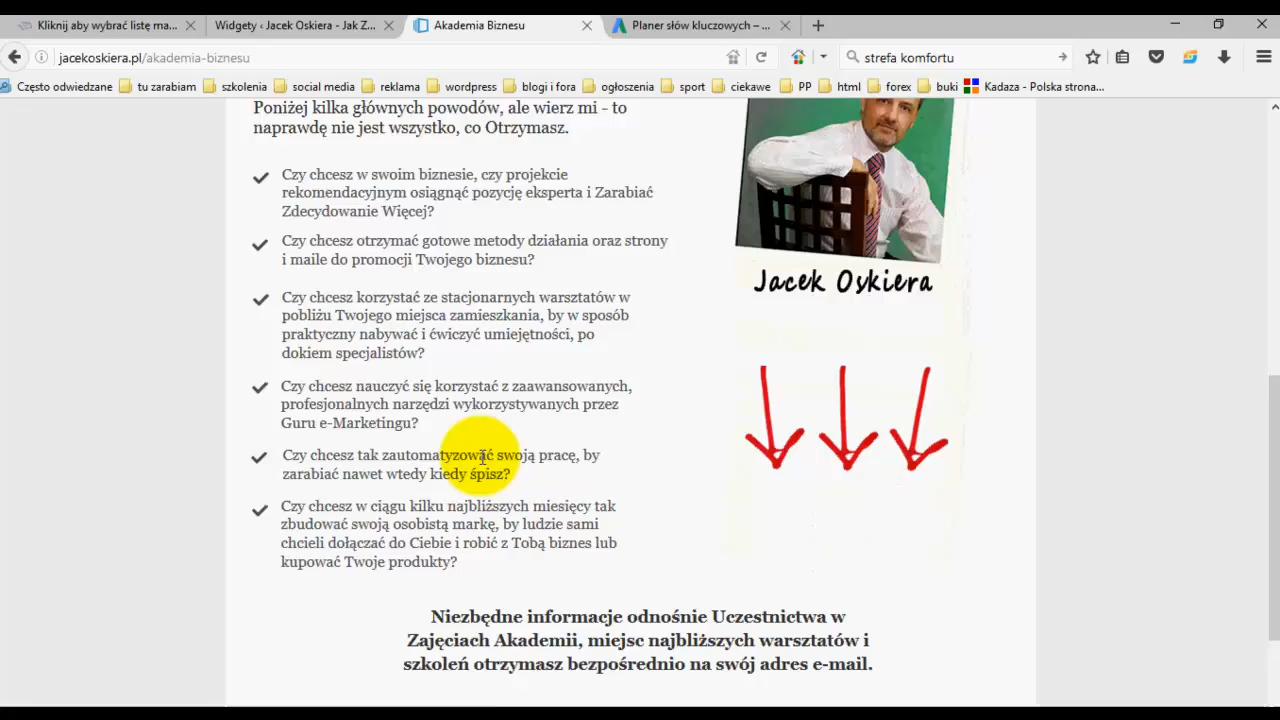 Kliknij aby wybrać listę ma...
Widgety ‹ Jacek Oskiera - Jak Z...
Akademia Biznesu
Planer słów kluczowych – ...
jacekoskiera.pl/akademia-biznesu
strefa komfortu
Często odwiedzane
tu zarabiam
szkolenia
social media
reklama
wordpress
blogi i fora
ogłoszenia
sport
ciekawe
PP
html
forex
buki
Kadaza - Polska strona...
Poniżej kilka głównych powodów, ale wierz mi - to
naprawdę nie jest wszystko, co Otrzymasz.
Czy chcesz w swoim biznesie, czy projekcie
rekomendacyjnym osiągnąć pozycję eksperta i Zarabiać
Zdecydowanie Więcej?
Czy chcesz otrzymać gotowe metody działania oraz strony
i maile do promocji Twojego biznesu?
Czy chcesz korzystać ze stacjonarnych warsztatów w
pobliżu Twojego miejsca zamieszkania, by w sposób
praktyczny nabywać i ćwiczyć umiejętności, po
dokiem specjalistów?
Czy chcesz nauczyć się korzystać z zaawansowanych,
profesjonalnych narzędzi wykorzystywanych przez
Guru e-Marketingu?
Czy chcesz tak zautomatyzować swoją pracę, by
zarabiać nawet wtedy kiedy śpisz?
Czy chcesz w ciągu kilku najbliższych miesięcy tak
zbudować swoją osobistą markę, by ludzie sami
chcieli dołączać do Ciebie i robić z Tobą biznes lub
kupować Twoje produkty?
Jacek Oskiera
Niezbędne informacje odnośnie Uczestnictwa w
Zajęciach Akademii, miejsc najbliższych warsztatów i
szkoleń otrzymasz bezpośrednio na swój adres e-mail.